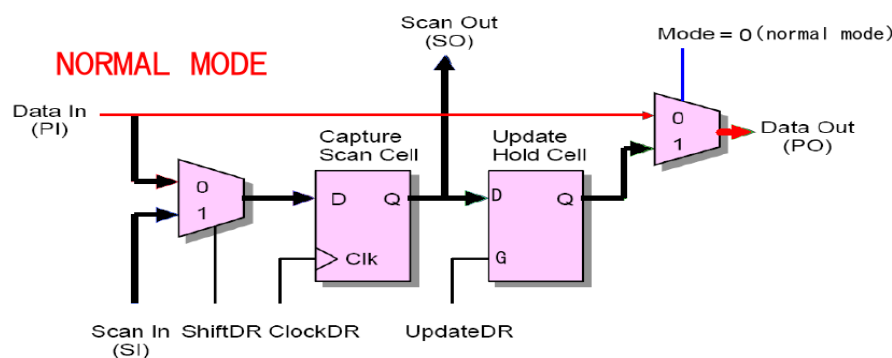 Scan Out
(SO)
Mode = 0 (normal mode)
NORMAL MODE
Data In
(PI)
0
1
Data Out
(PO)
Capture
Scan Cell
Update
Hold Cell
0
1
D Q
Clk
D Q
G
Scan In
(SI)
ShiftDR
ClockDR
UpdateDR